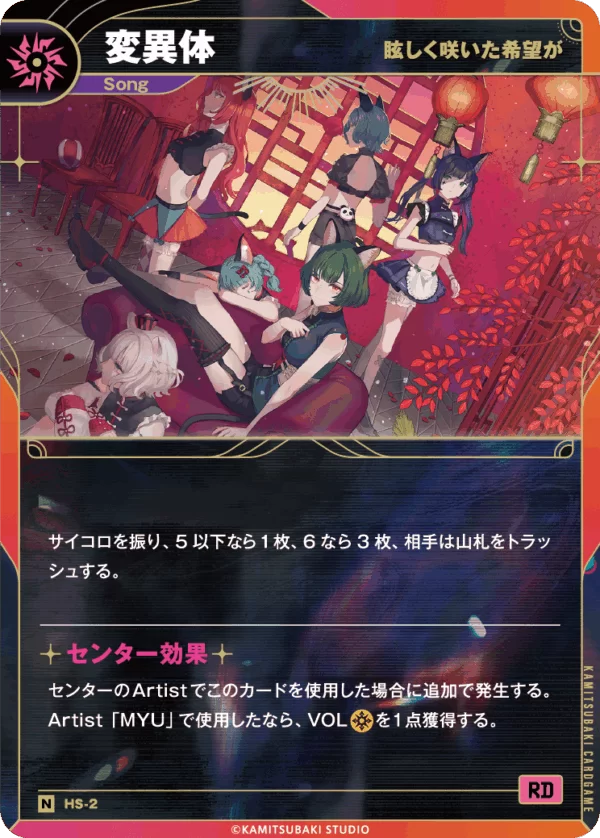 変異体
眩しく咲いた希望が
Song
サイコロを振り、5以下なら1枚、6なら3枚、相手は山札をトラッ
シュする。
センター効果
センターのArtistでこのカードを使用した場合に追加で発生する。
Artist「MYU」で使用したなら、VOLを1点獲得する。
KAMITSUBAKI CARDGAME
RD
N HS-2
©KAMITSUBAKI STUDIO